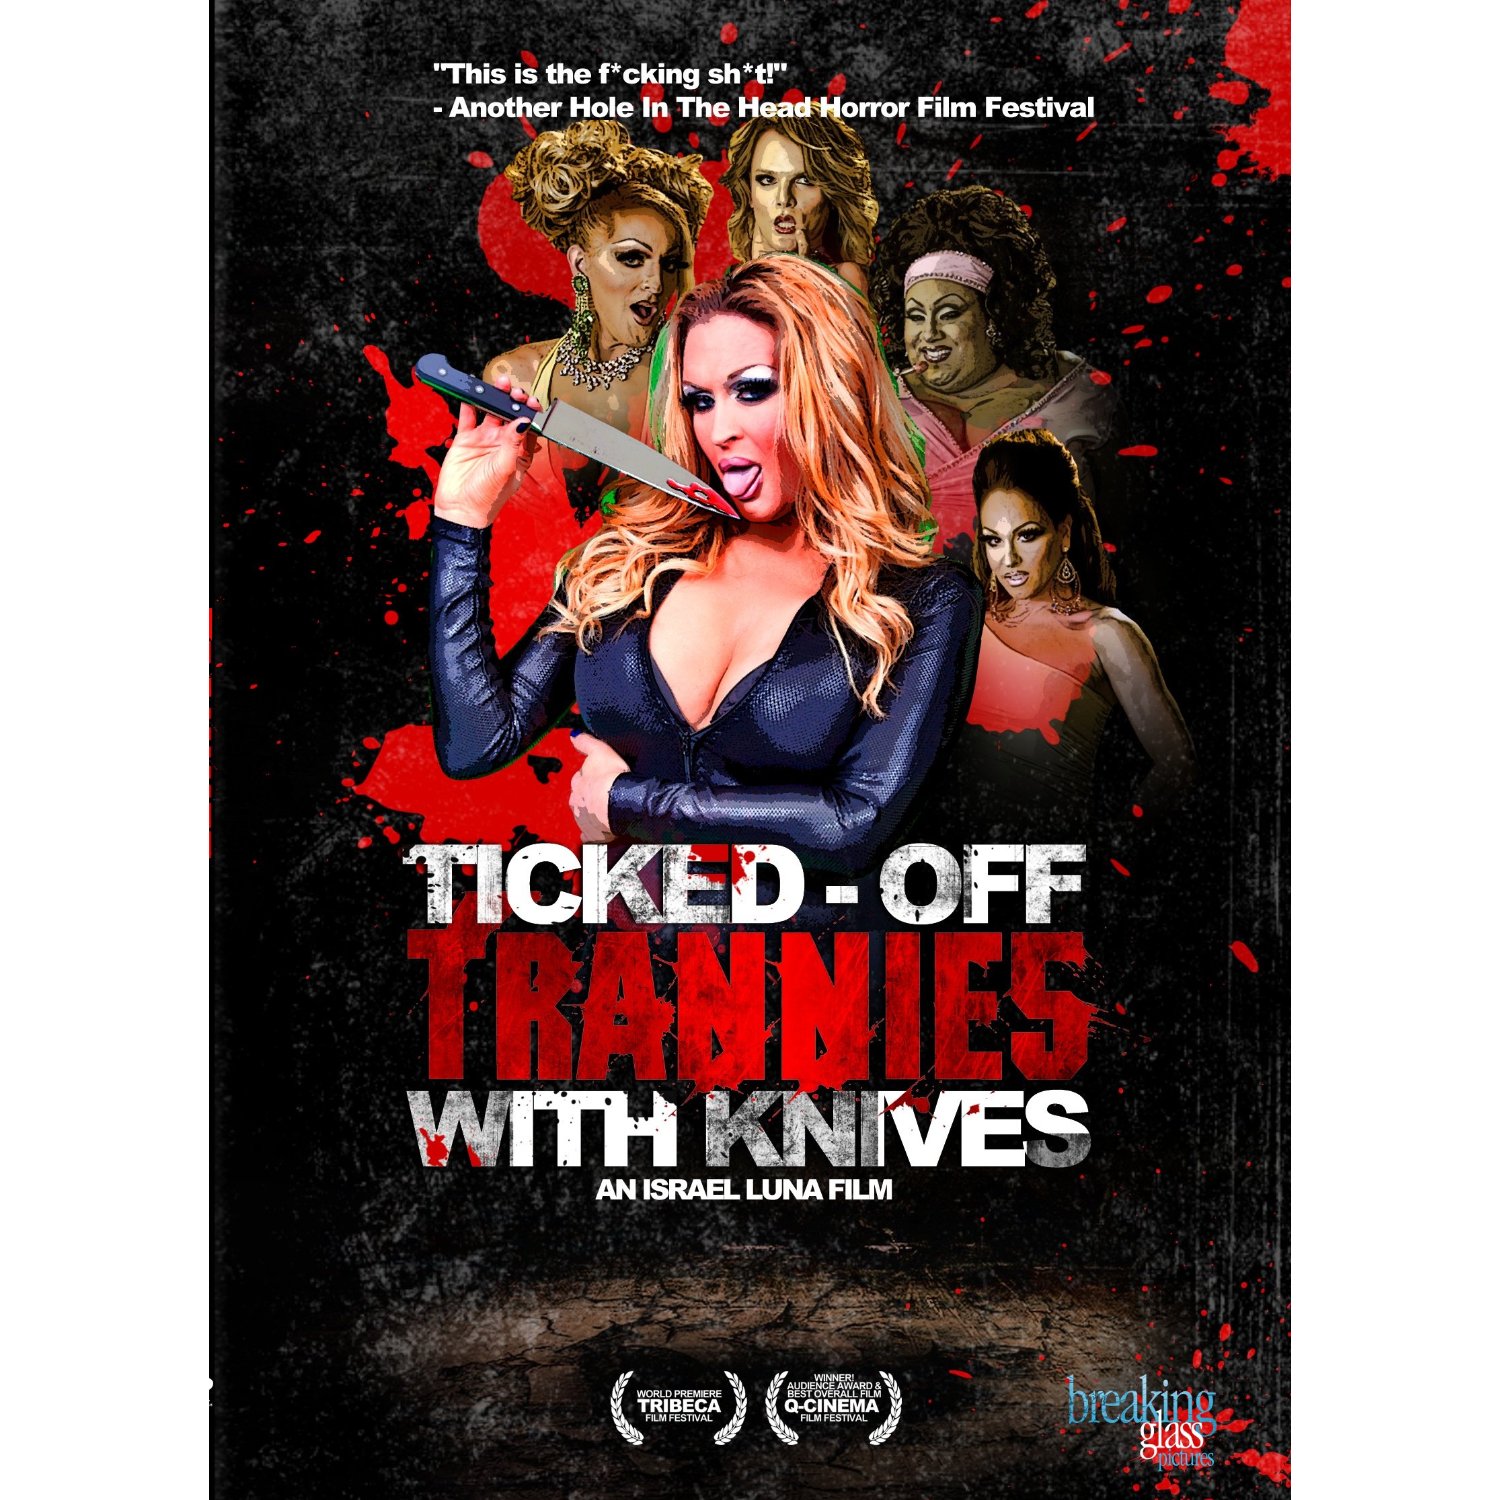 "This is the f*cking sh*t!"
- Another Hole In The Head Horror Film Festival
TICKED - OFF
TRANNIES
WITH KNIVES
AN ISRAEL LUNA FILM
WORLD PREMIERE
TRIBECA
FILM FESTIVAL
WINNER!
AUDIENCE AWARD &
BEST OVERALL FILM
Q-CINEMA
FILM FESTIVAL
breaking
glass
pictures